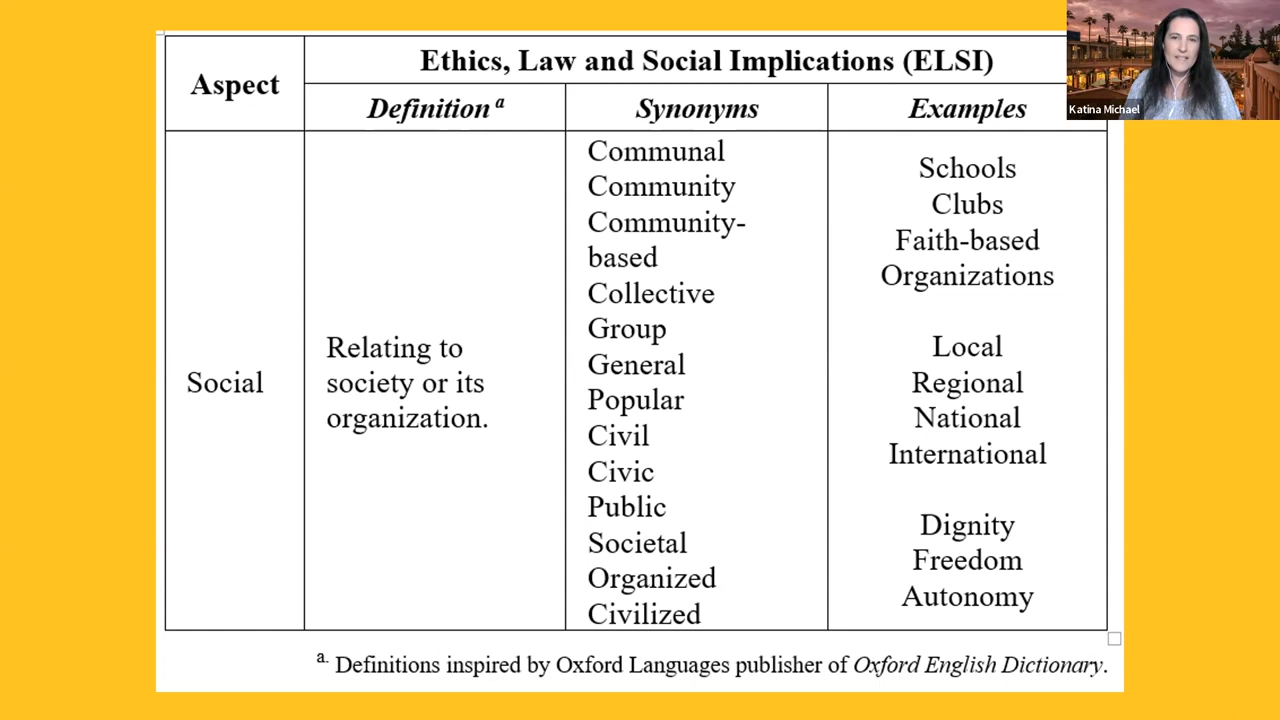 Aspect
Ethics, Law and Social Implications (ELSI)
Definition a
Synonyms
Examples
Social
Relating to
society or its
organization.
Communal
Community
Community-
based
Collective
Group
General
Popular
Civil
Civic
Public
Societal
Organized
Civilized
Schools
Clubs
Faith-based
Organizations
Local
Regional
National
International
Dignity
Freedom
Autonomy
a. Definitions inspired by Oxford Languages publisher of Oxford English Dictionary.
Katina Michael